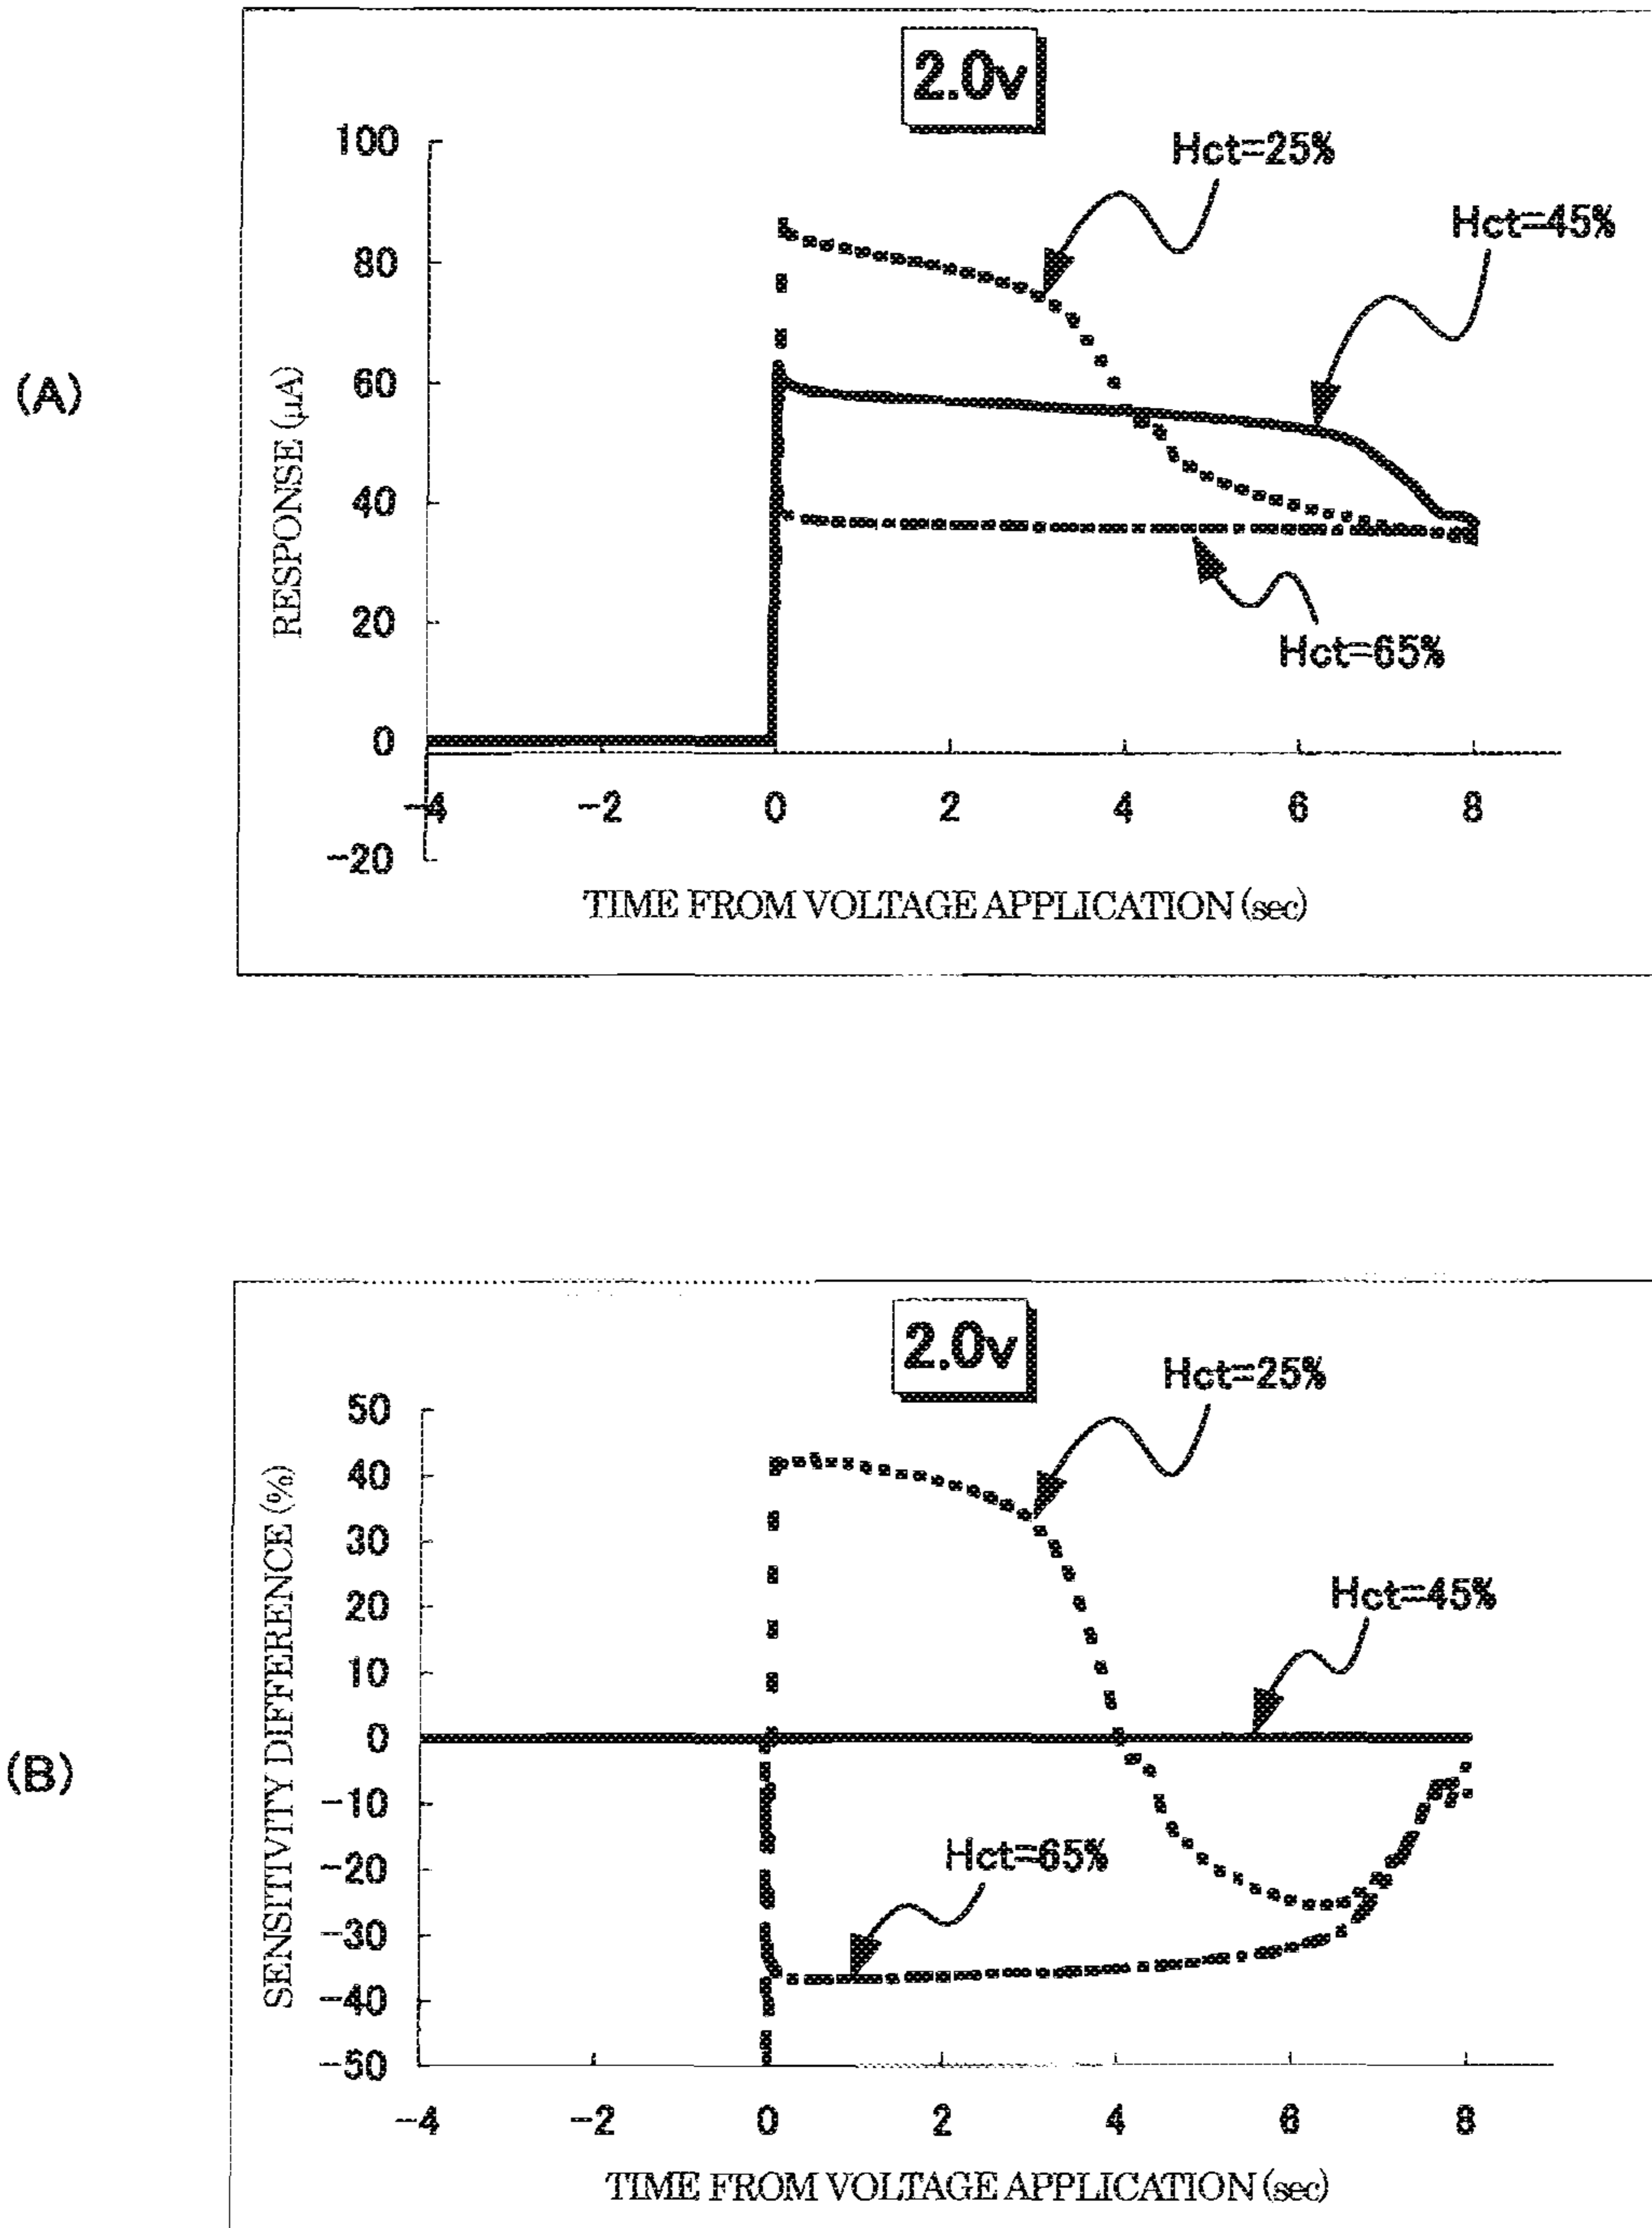 (A)
2.0v
Hct=25%
Hct=45%
Hct=65%
RESPONSE (μA)
100
80
60
40
20
0
-20
-4 -2 0 2 4 6 8
TIME FROM VOLTAGE APPLICATION (sec)
(B)
2.0v
Hct=25%
Hct=45%
Hct=65%
SENSITIVITY DIFFERENCE (%)
50
40
30
20
10
0
-10
-20
-30
-40
-50
-4 -2 0 2 4 6 8
TIME FROM VOLTAGE APPLICATION (sec)